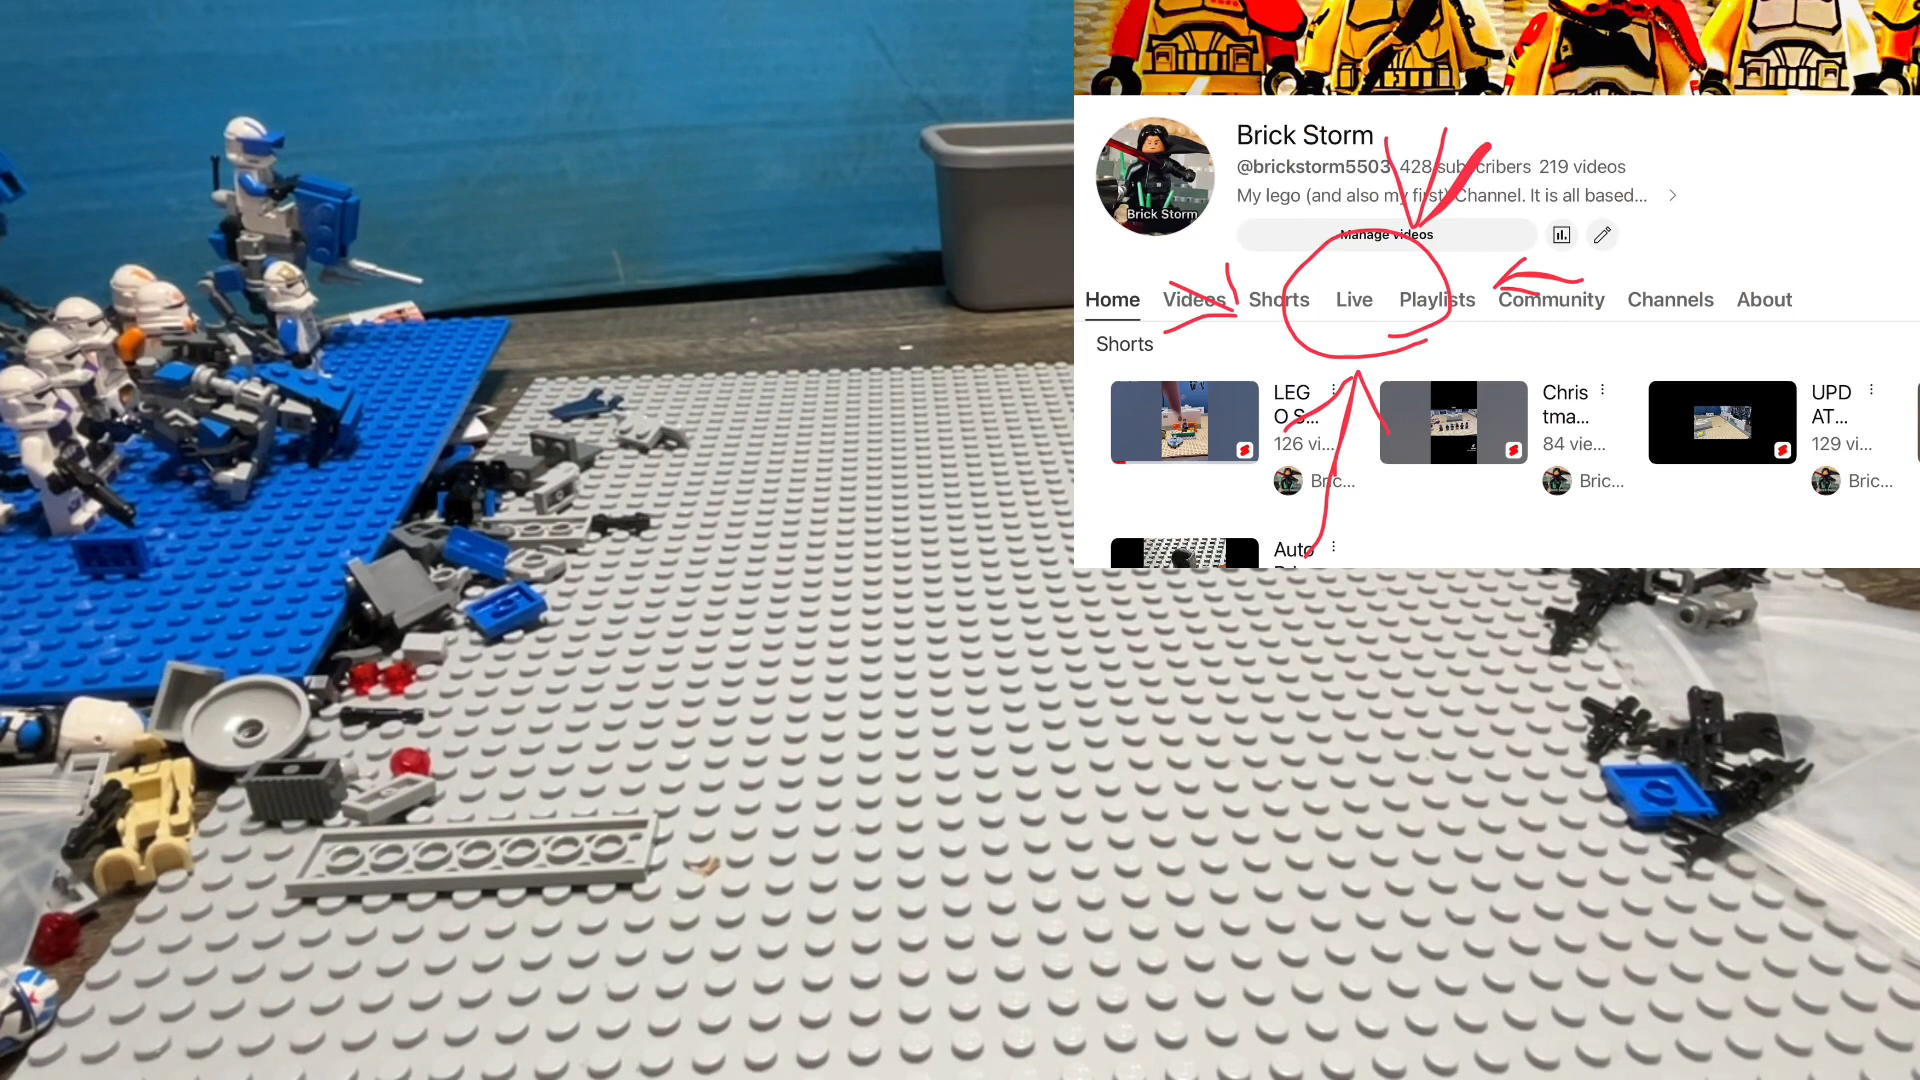 Brick Storm
@brickstorm5503 428 subscribers 219 videos
My lego (and also my first) Channel. It is all based...
Manage videos
Home Videos Shorts Live Playlists Community Channels About
Shorts
LEG
O S...
126 vi...
Bric...
Chris
tma...
84 vie...
Bric...
UPD
AT...
129 vi...
Bric...
Auto
Brick Storm